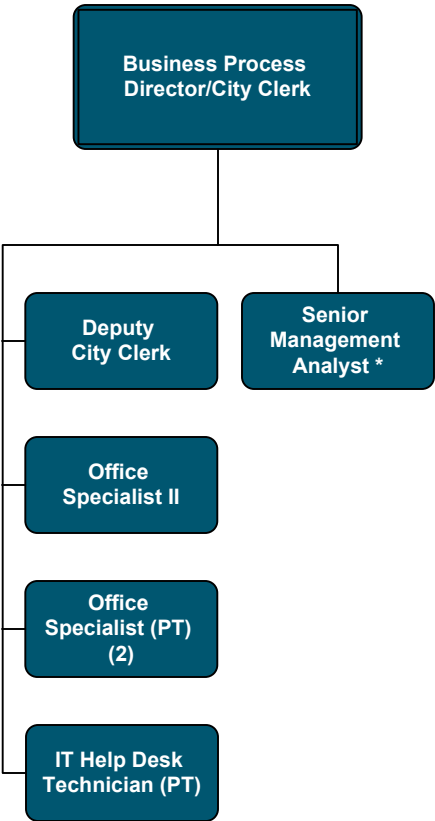 Business Process
Director/City Clerk
Deputy
City Clerk
Senior
Management
Analyst *
Office
Specialist II
Office
Specialist (PT)
(2)
IT Help Desk
Technician (PT)